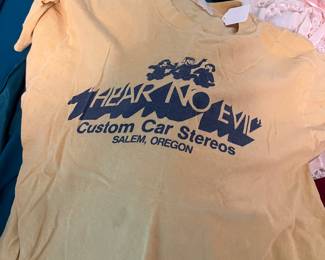 "HEAR NO EVIL"
Custom Car Stereos
SALEM, OREGON